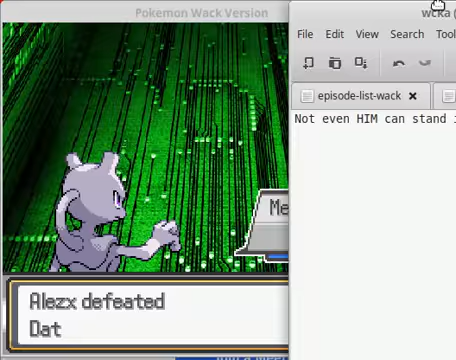 Pokemon Wack Version
File Edit View Search
episode-list-wack
Not even HIM can stand
Me
Alezx defeated
Dat